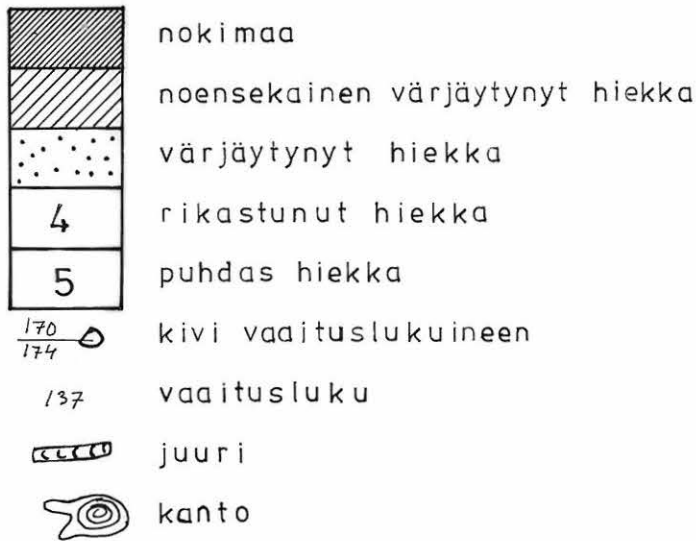 nokimaa
noensekainen värjäytynyt hiekka
värjäytynyt hiekka
4 rikastunut hiekka
5 puhdas hiekka
170
174 kivi vaaituslukuineen
137 vaaitusluku
juuri
kanto